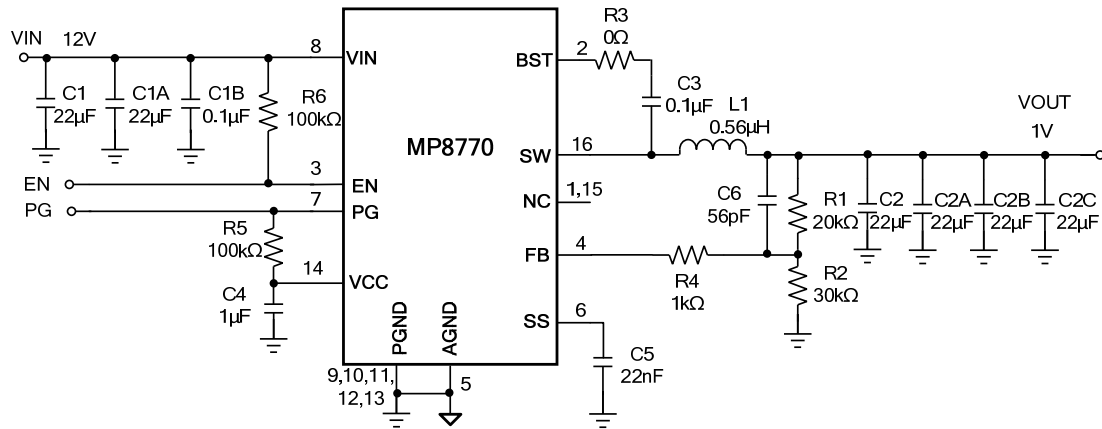 VIN 12V
C1
22µF
C1A
22µF
C1B
0.1µF
R6
100kΩ
8
VIN
EN
3
EN
PG
7
PG
R5
100kΩ
14
VCC
C4
1µF
MP8770
BST
2
R3
0Ω
C3
0.1µF
SW
16
L1
0.56µH
NC
1,15
FB
4
R4
1kΩ
C6
56pF
R1
20kΩ
R2
30kΩ
C2
22µF
C2A
22µF
C2B
22µF
C2C
22µF
VOUT
1V
SS
6
C5
22nF
PGND
AGND
9,10,11,
12,13
5